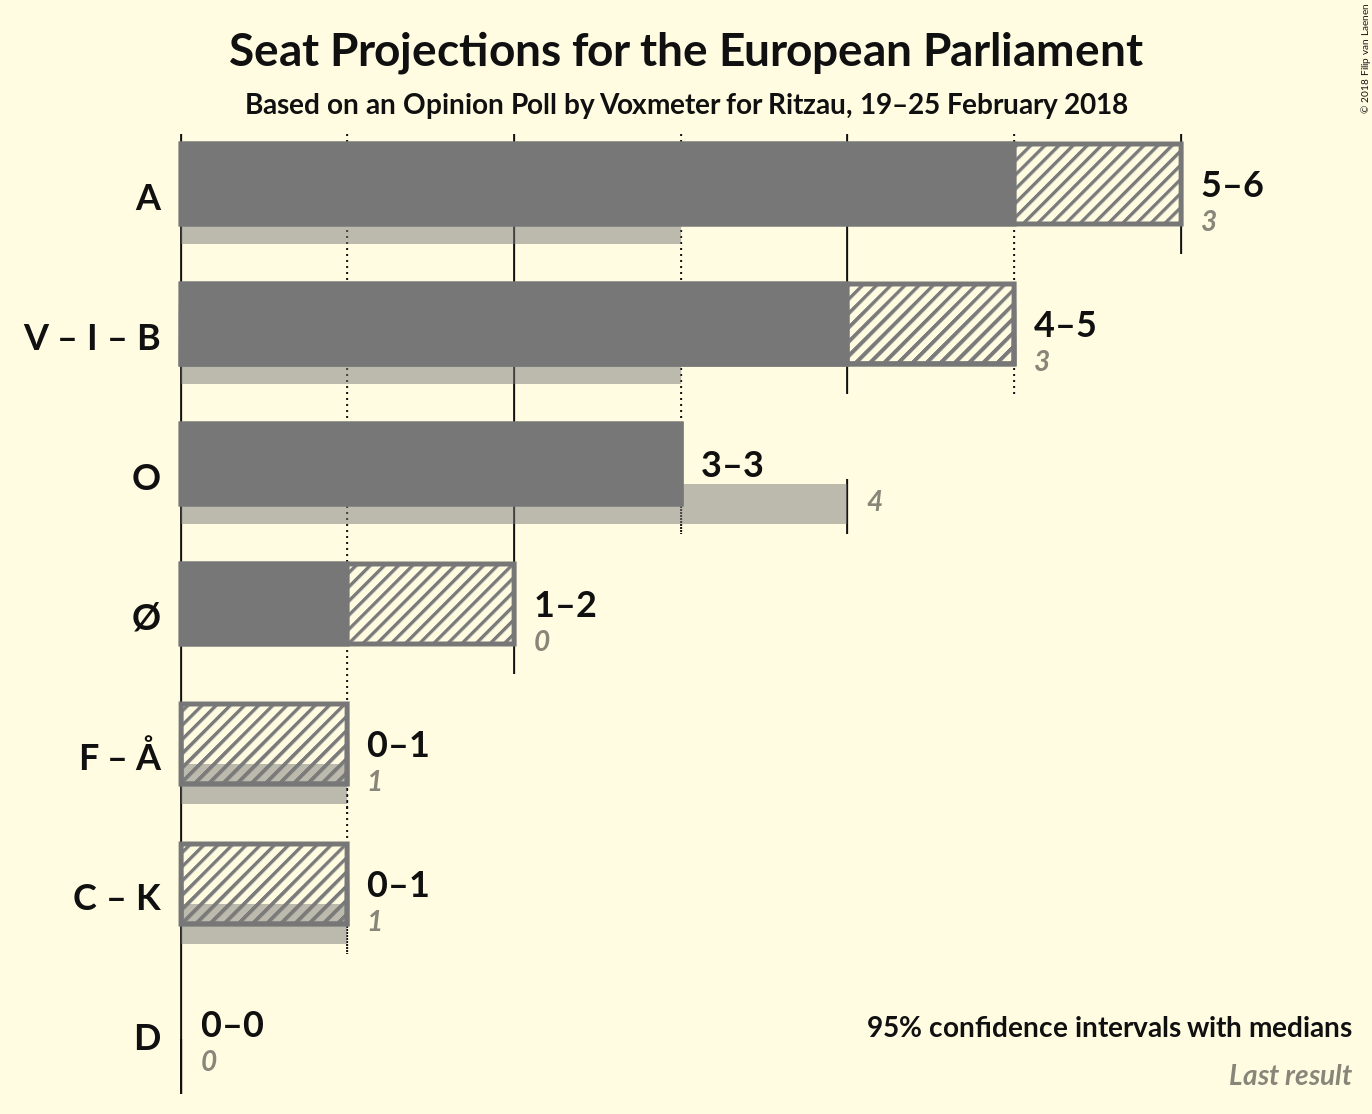 Seat Projections for the European Parliament
Based on an Opinion Poll by Voxmeter for Ritzau, 19–25 February 2018
© 2018 Filip van Laenen
A
5–6
3
V – I – B
4–5
3
O
3–3
4
Ø
1–2
0
F – Å
0–1
1
C – K
0–1
1
D
0–0
0
95% confidence intervals with medians
Last result